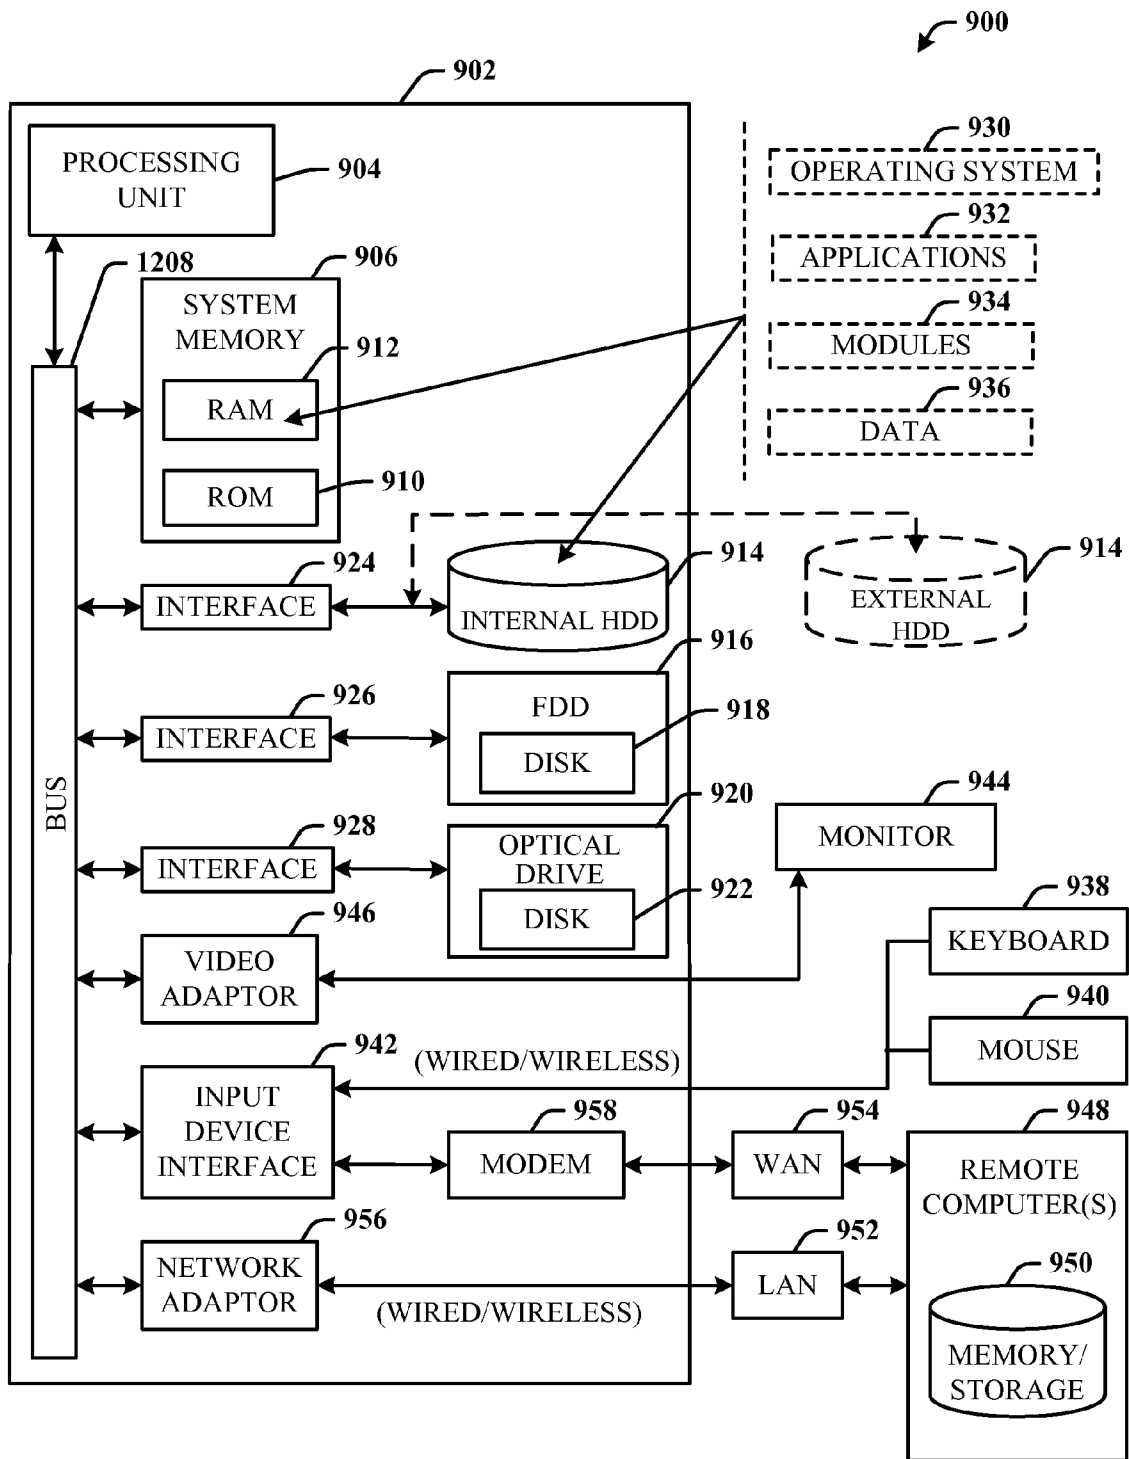 900
902
PROCESSING
UNIT
904
930
OPERATING SYSTEM
932
APPLICATIONS
934
MODULES
936
DATA
1208
906
SYSTEM
MEMORY
912
RAM
910
ROM
924
INTERFACE
914
INTERNAL HDD
914
EXTERNAL
HDD
916
FDD
918
DISK
926
INTERFACE
BUS
920
OPTICAL
DRIVE
922
DISK
928
INTERFACE
944
MONITOR
946
VIDEO
ADAPTOR
938
KEYBOARD
940
MOUSE
942
INPUT
DEVICE
INTERFACE
(WIRED/WIRELESS)
958
MODEM
954
WAN
948
REMOTE
COMPUTER(S)
956
NETWORK
ADAPTOR
(WIRED/WIRELESS)
952
LAN
950
MEMORY/
STORAGE